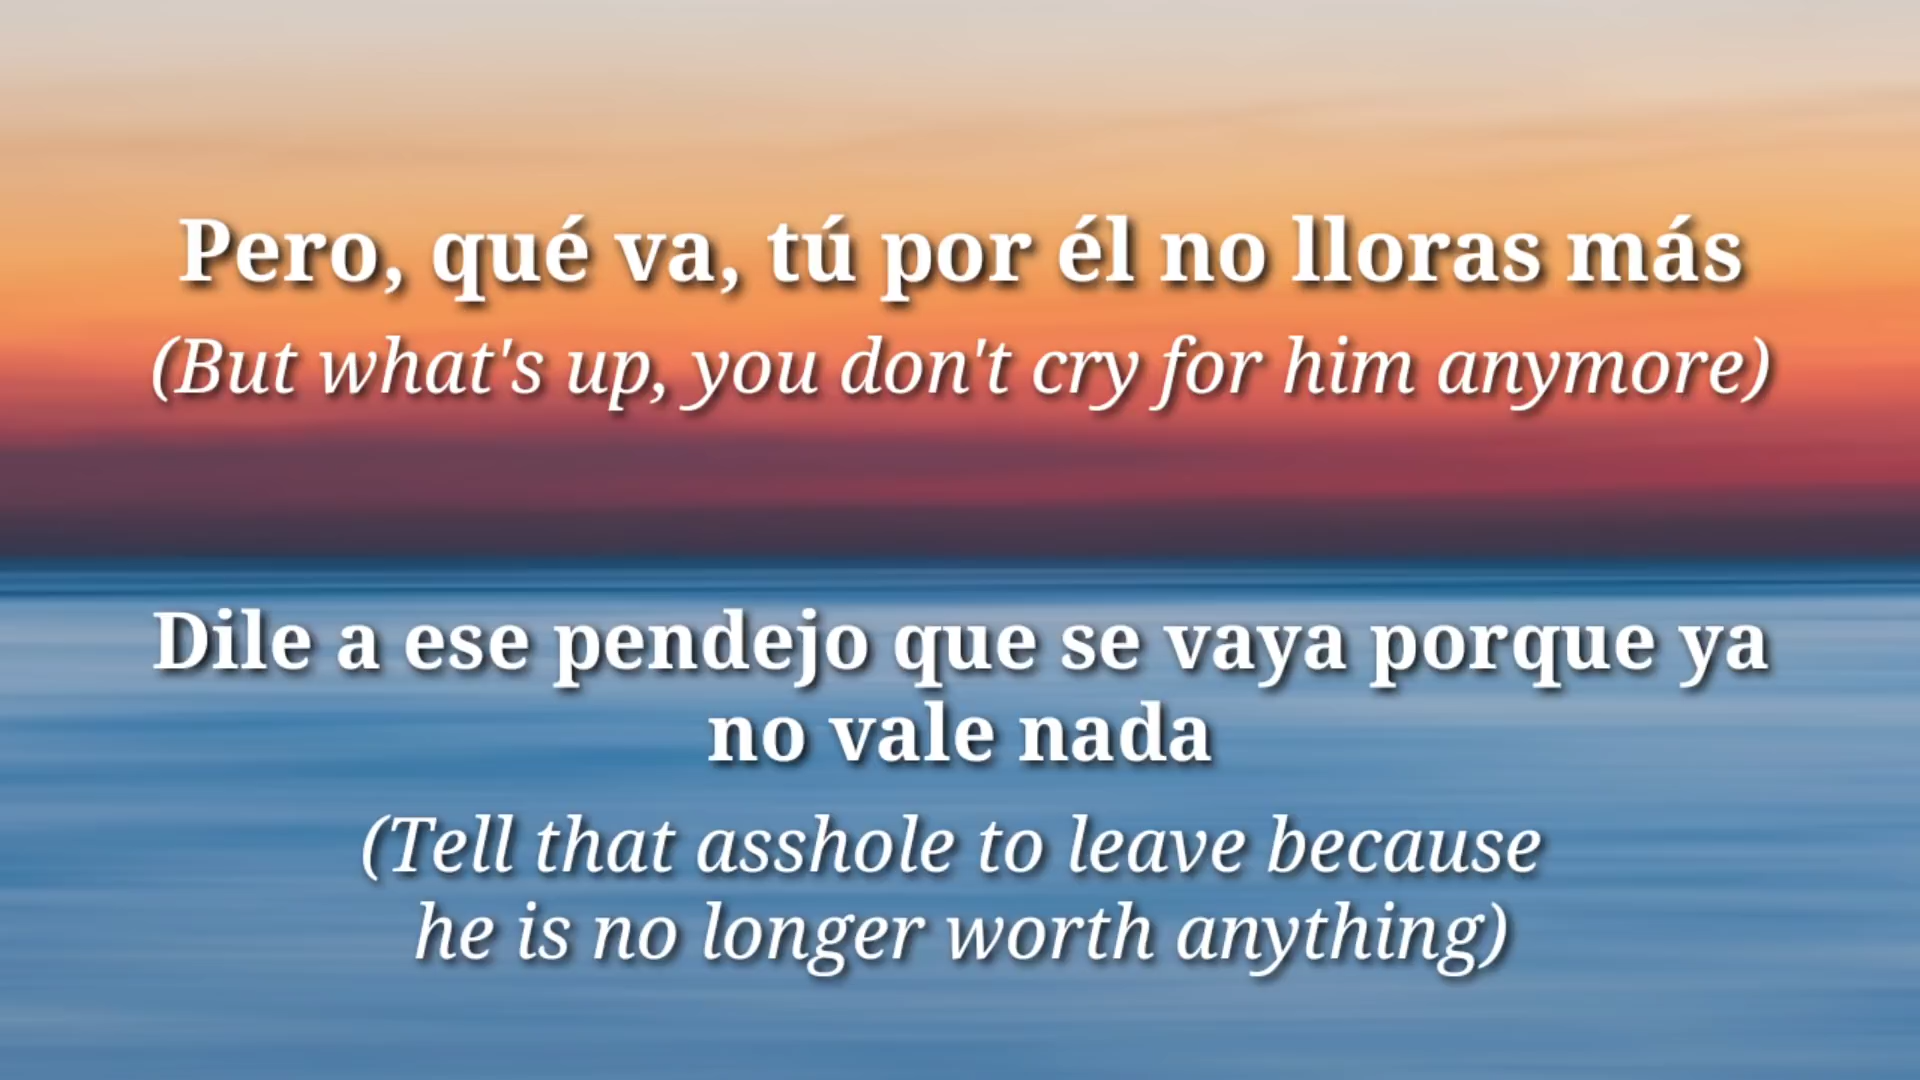 Pero, qué va, tú por él no lloras más
(But what's up, you don't cry for him anymore)
Dile a ese pendejo que se vaya porque ya
no vale nada
(Tell that asshole to leave because
he is no longer worth anything)